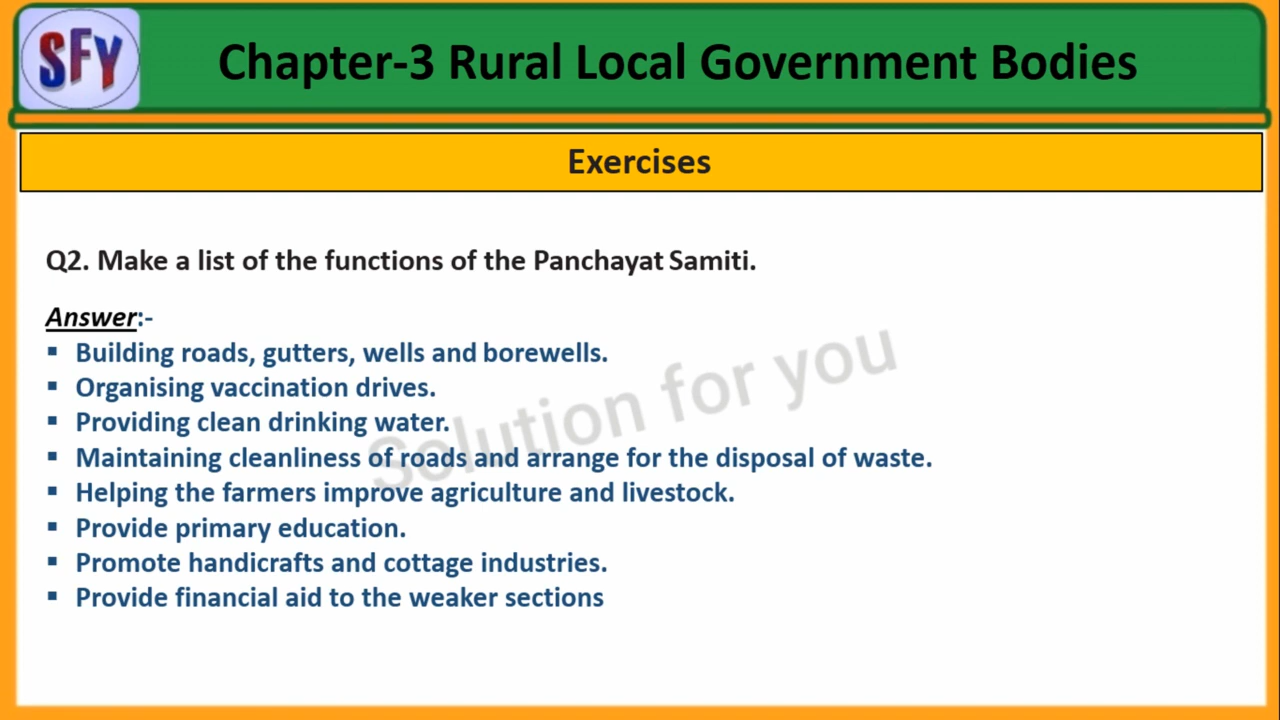 SFY
Chapter-3 Rural Local Government Bodies
Exercises
Q2. Make a list of the functions of the Panchayat Samiti.
Answer:-
▪ Building roads, gutters, wells and borewells.
▪ Organising vaccination drives.
▪ Providing clean drinking water.
▪ Maintaining cleanliness of roads and arrange for the disposal of waste.
▪ Helping the farmers improve agriculture and livestock.
▪ Provide primary education.
▪ Promote handicrafts and cottage industries.
▪ Provide financial aid to the weaker sections
Solution for you